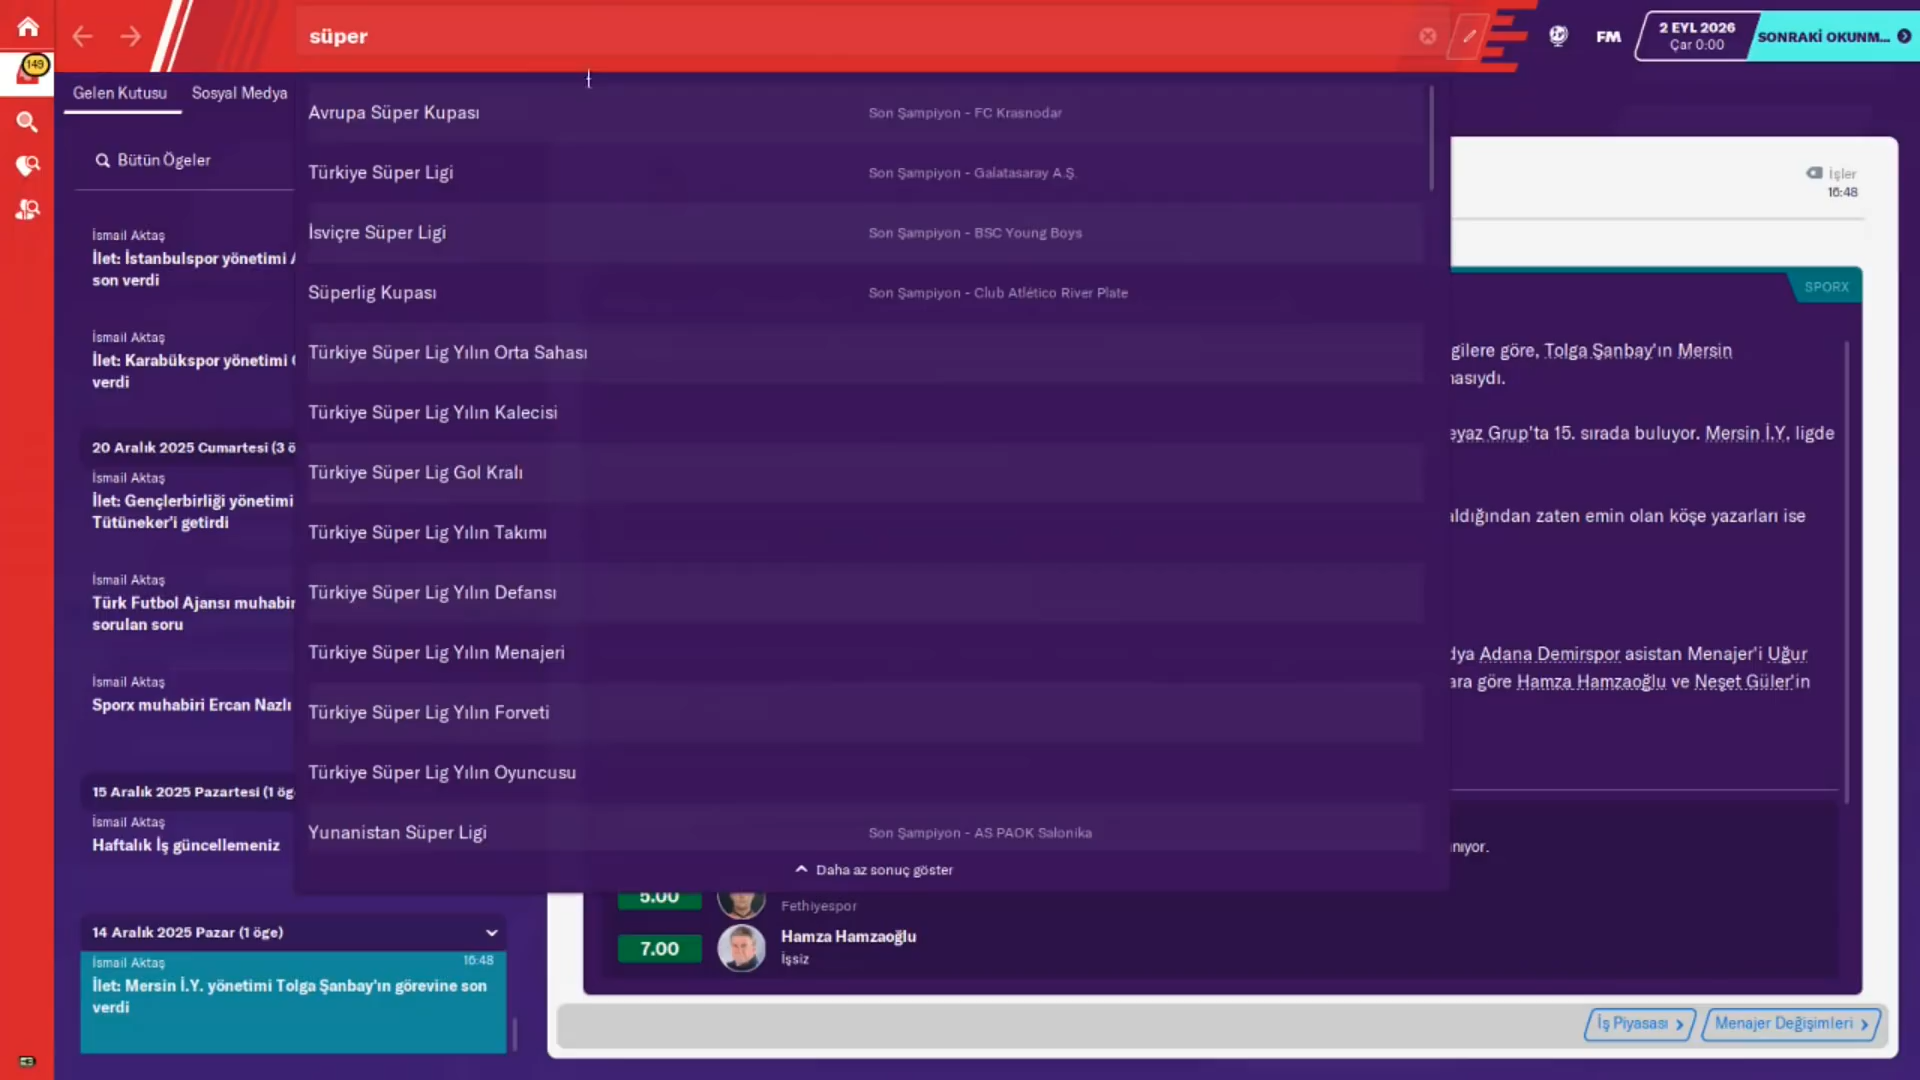 süper
FM
2 EYL 2026
Çar 0:00
SONRAKİ OKUNM...
149
Gelen Kutusu
Sosyal Medya
Bütün Ögeler
İsmail Aktaş
İlet: İstanbulspor yönetimi
son verdi
İsmail Aktaş
İlet: Karabükspor yönetimi
verdi
20 Aralık 2025 Cumartesi (3 ö
İsmail Aktaş
İlet: Gençlerbirliği yönetimi
Tütüneker'i getirdi
İsmail Aktaş
Türk Futbol Ajansı muhabir
sorulan soru
İsmail Aktaş
Sporx muhabiri Ercan Nazlı
15 Aralık 2025 Pazartesi (1 ög
İsmail Aktaş
Haftalık İş güncellemeniz
14 Aralık 2025 Pazar (1 öge)
İsmail Aktaş 16:48
İlet: Mersin İ.Y. yönetimi Tolga Şanbay'ın görevine son
verdi
Avrupa Süper Kupası Son Şampiyon - FC Krasnodar
Türkiye Süper Ligi Son Şampiyon - Galatasaray A.Ş.
İsviçre Süper Ligi Son Şampiyon - BSC Young Boys
Süperlig Kupası Son Şampiyon - Club Atlético River Plate
Türkiye Süper Lig Yılın Orta Sahası
Türkiye Süper Lig Yılın Kalecisi
Türkiye Süper Lig Gol Kralı
Türkiye Süper Lig Yılın Takımı
Türkiye Süper Lig Yılın Defansı
Türkiye Süper Lig Yılın Menajeri
Türkiye Süper Lig Yılın Forveti
Türkiye Süper Lig Yılın Oyuncusu
Yunanistan Süper Ligi Son Şampiyon - AS PAOK Salonika
Daha az sonuç göster
İşler
16:48
SPORX
gilere göre, Tolga Şanbay'ın Mersin
nasıydı.
eyaz Grup'ta 15. sırada buluyor. Mersin İ.Y. ligde
ıldığından zaten emin olan köşe yazarları ise
dya Adana Demirspor asistan Menajer'i Uğur
ara göre Hamza Hamzaoğlu ve Neşet Güler'in
nıyor.
5.00
Fethiyespor
7.00
Hamza Hamzaoğlu
İşsiz
İş Piyasası
Menajer Değişimleri